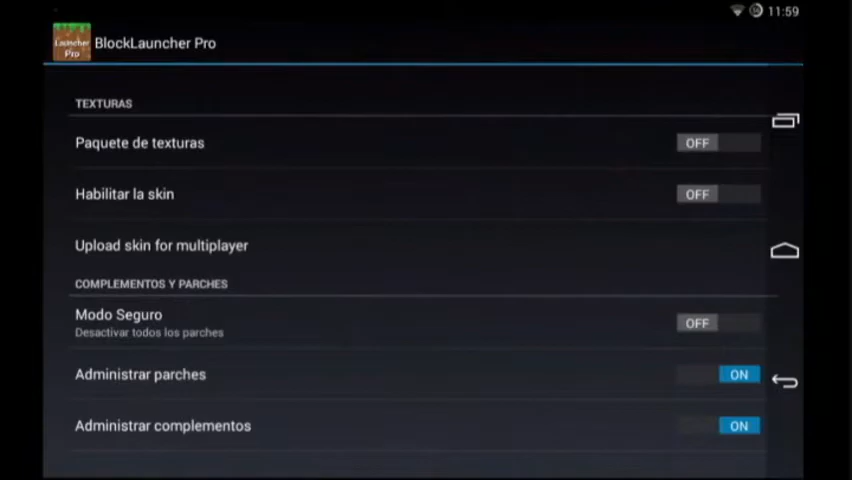 11:59
Launcher
Pro
BlockLauncher Pro
TEXTURAS
Paquete de texturas
OFF
Habilitar la skin
OFF
Upload skin for multiplayer
COMPLEMENTOS Y PARCHES
Modo Seguro
Desactivar todos los parches
OFF
Administrar parches
ON
Administrar complementos
ON